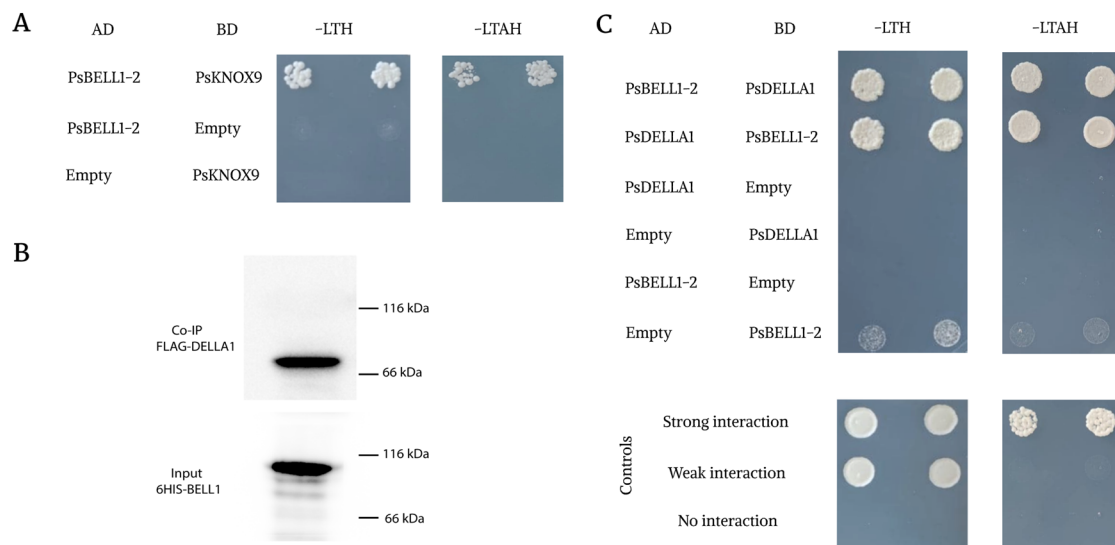 A
AD BD –LTH –LTAH
PsBELL1–2 PsKNOX9
PsBELL1–2 Empty
Empty PsKNOX9
B
Co-IP
FLAG-DELLA1
116 kDa
66 kDa
Input
6HIS-BELL1
116 kDa
66 kDa
C
AD BD –LTH –LTAH
PsBELL1–2 PsDELLA1
PsDELLA1 PsBELL1–2
PsDELLA1 Empty
Empty PsDELLA1
PsBELL1–2 Empty
Empty PsBELL1–2
Controls
Strong interaction
Weak interaction
No interaction